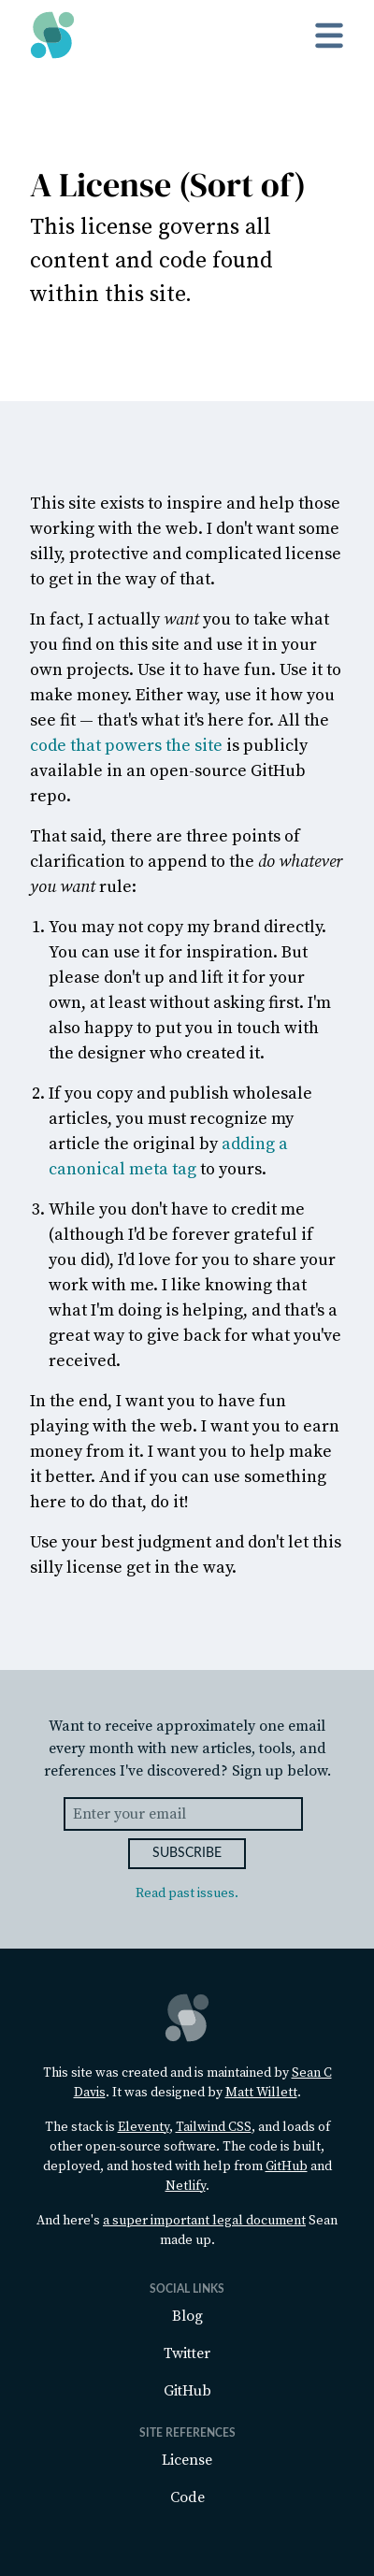 A License (Sort of)
This license governs all
content and code found
within this site.
This site exists to inspire and help those
working with the web. I don't want some
silly, protective and complicated license
to get in the way of that.
In fact, I actually want you to take what
you find on this site and use it in your
own projects. Use it to have fun. Use it to
make money. Either way, use it how you
see fit — that's what it's here for. All the
code that powers the site is publicly
available in an open-source GitHub
repo.
That said, there are three points of
clarification to append to the do whatever
you want rule:
1. You may not copy my brand directly.
You can use it for inspiration. But
please don't up and lift it for your
own, at least without asking first. I'm
also happy to put you in touch with
the designer who created it.
2. If you copy and publish wholesale
articles, you must recognize my
article the original by adding a
canonical meta tag to yours.
3. While you don't have to credit me
(although I'd be forever grateful if
you did), I'd love for you to share your
work with me. I like knowing that
what I'm doing is helping, and that's a
great way to give back for what you've
received.
In the end, I want you to have fun
playing with the web. I want you to earn
money from it. I want you to help make
it better. And if you can use something
here to do that, do it!
Use your best judgment and don't let this
silly license get in the way.
Want to receive approximately one email
every month with new articles, tools, and
references I've discovered? Sign up below.
Enter your email
SUBSCRIBE
Read past issues.
This site was created and is maintained by Sean C
Davis. It was designed by Matt Willett.
The stack is Eleventy, Tailwind CSS, and loads of
other open-source software. The code is built,
deployed, and hosted with help from GitHub and
Netlify.
And here's a super important legal document Sean
made up.
SOCIAL LINKS
Blog
Twitter
GitHub
SITE REFERENCES
License
Code